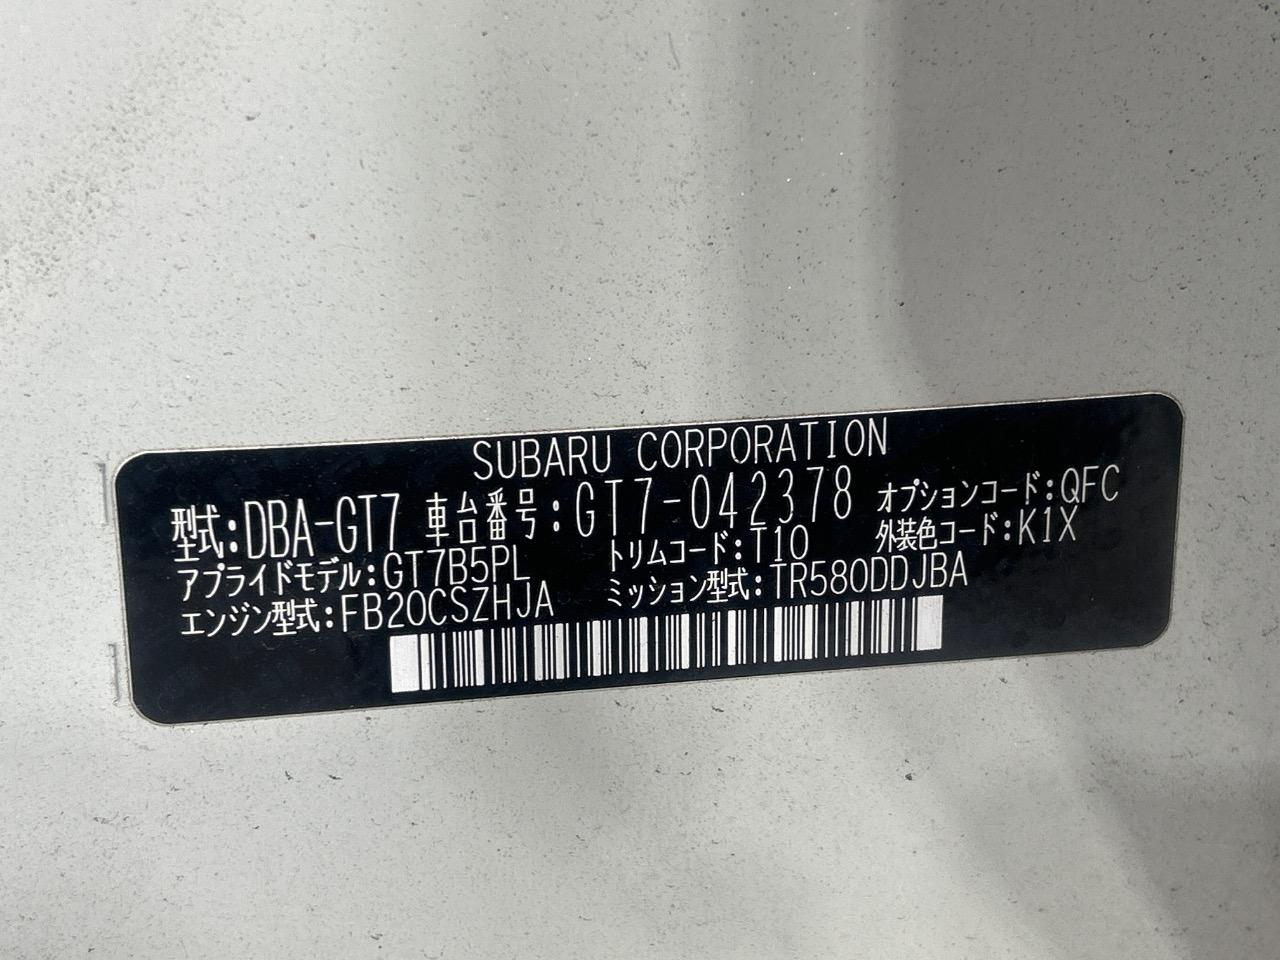 SUBARU CORPORATION
型式:DBA-GT7 車台番号:GT7-042378 オプションコード:QFC
アプライドモデル:GT7B5PL トリムコード:T10 外装色コード:K1X
エンジン型式:FB20CSZHJA ミッション型式:TR580DDJBA